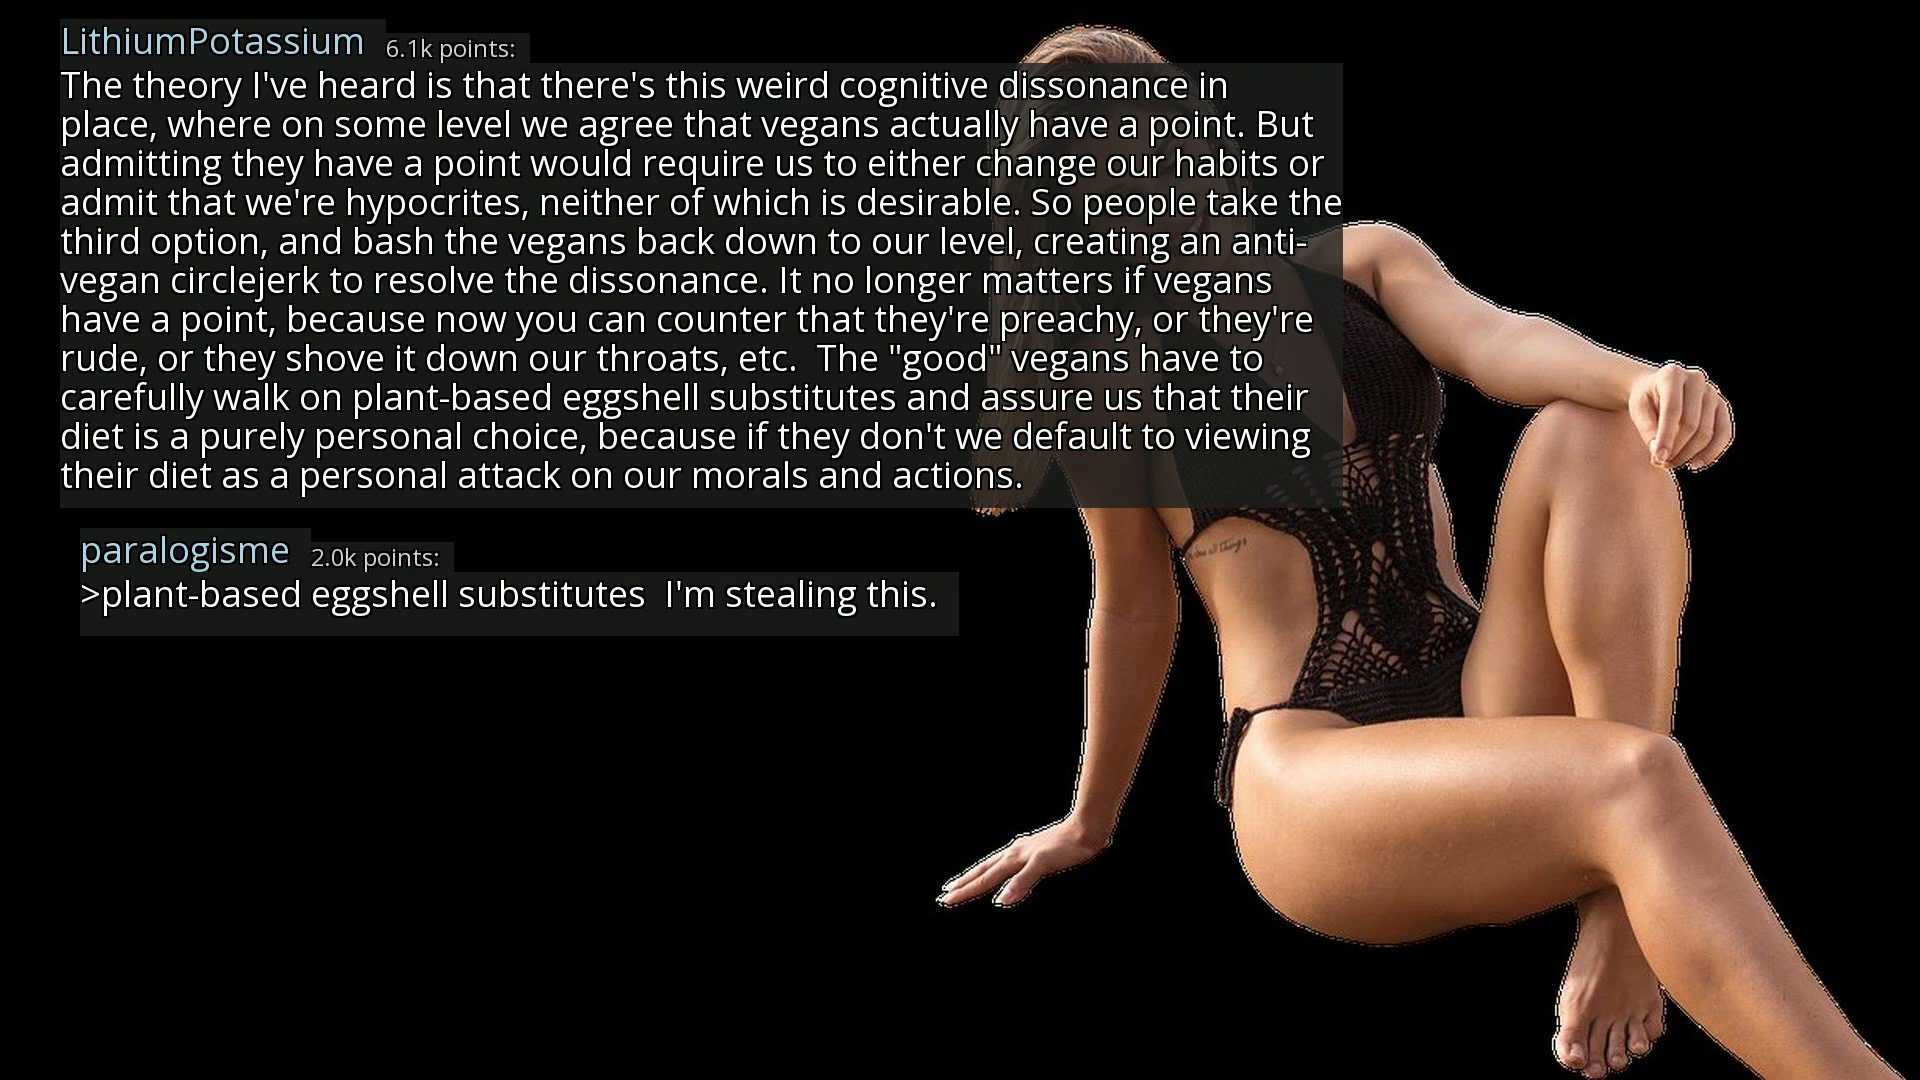 LithiumPotassium 6.1k points:
The theory I've heard is that there's this weird cognitive dissonance in
place, where on some level we agree that vegans actually have a point. But
admitting they have a point would require us to either change our habits or
admit that we're hypocrites, neither of which is desirable. So people take the
third option, and bash the vegans back down to our level, creating an anti-
vegan circlejerk to resolve the dissonance. It no longer matters if vegans
have a point, because now you can counter that they're preachy, or they're
rude, or they shove it down our throats, etc.  The "good" vegans have to
carefully walk on plant-based eggshell substitutes and assure us that their
diet is a purely personal choice, because if they don't we default to viewing
their diet as a personal attack on our morals and actions.
paralogisme 2.0k points:
>plant-based eggshell substitutes  I'm stealing this.
all things